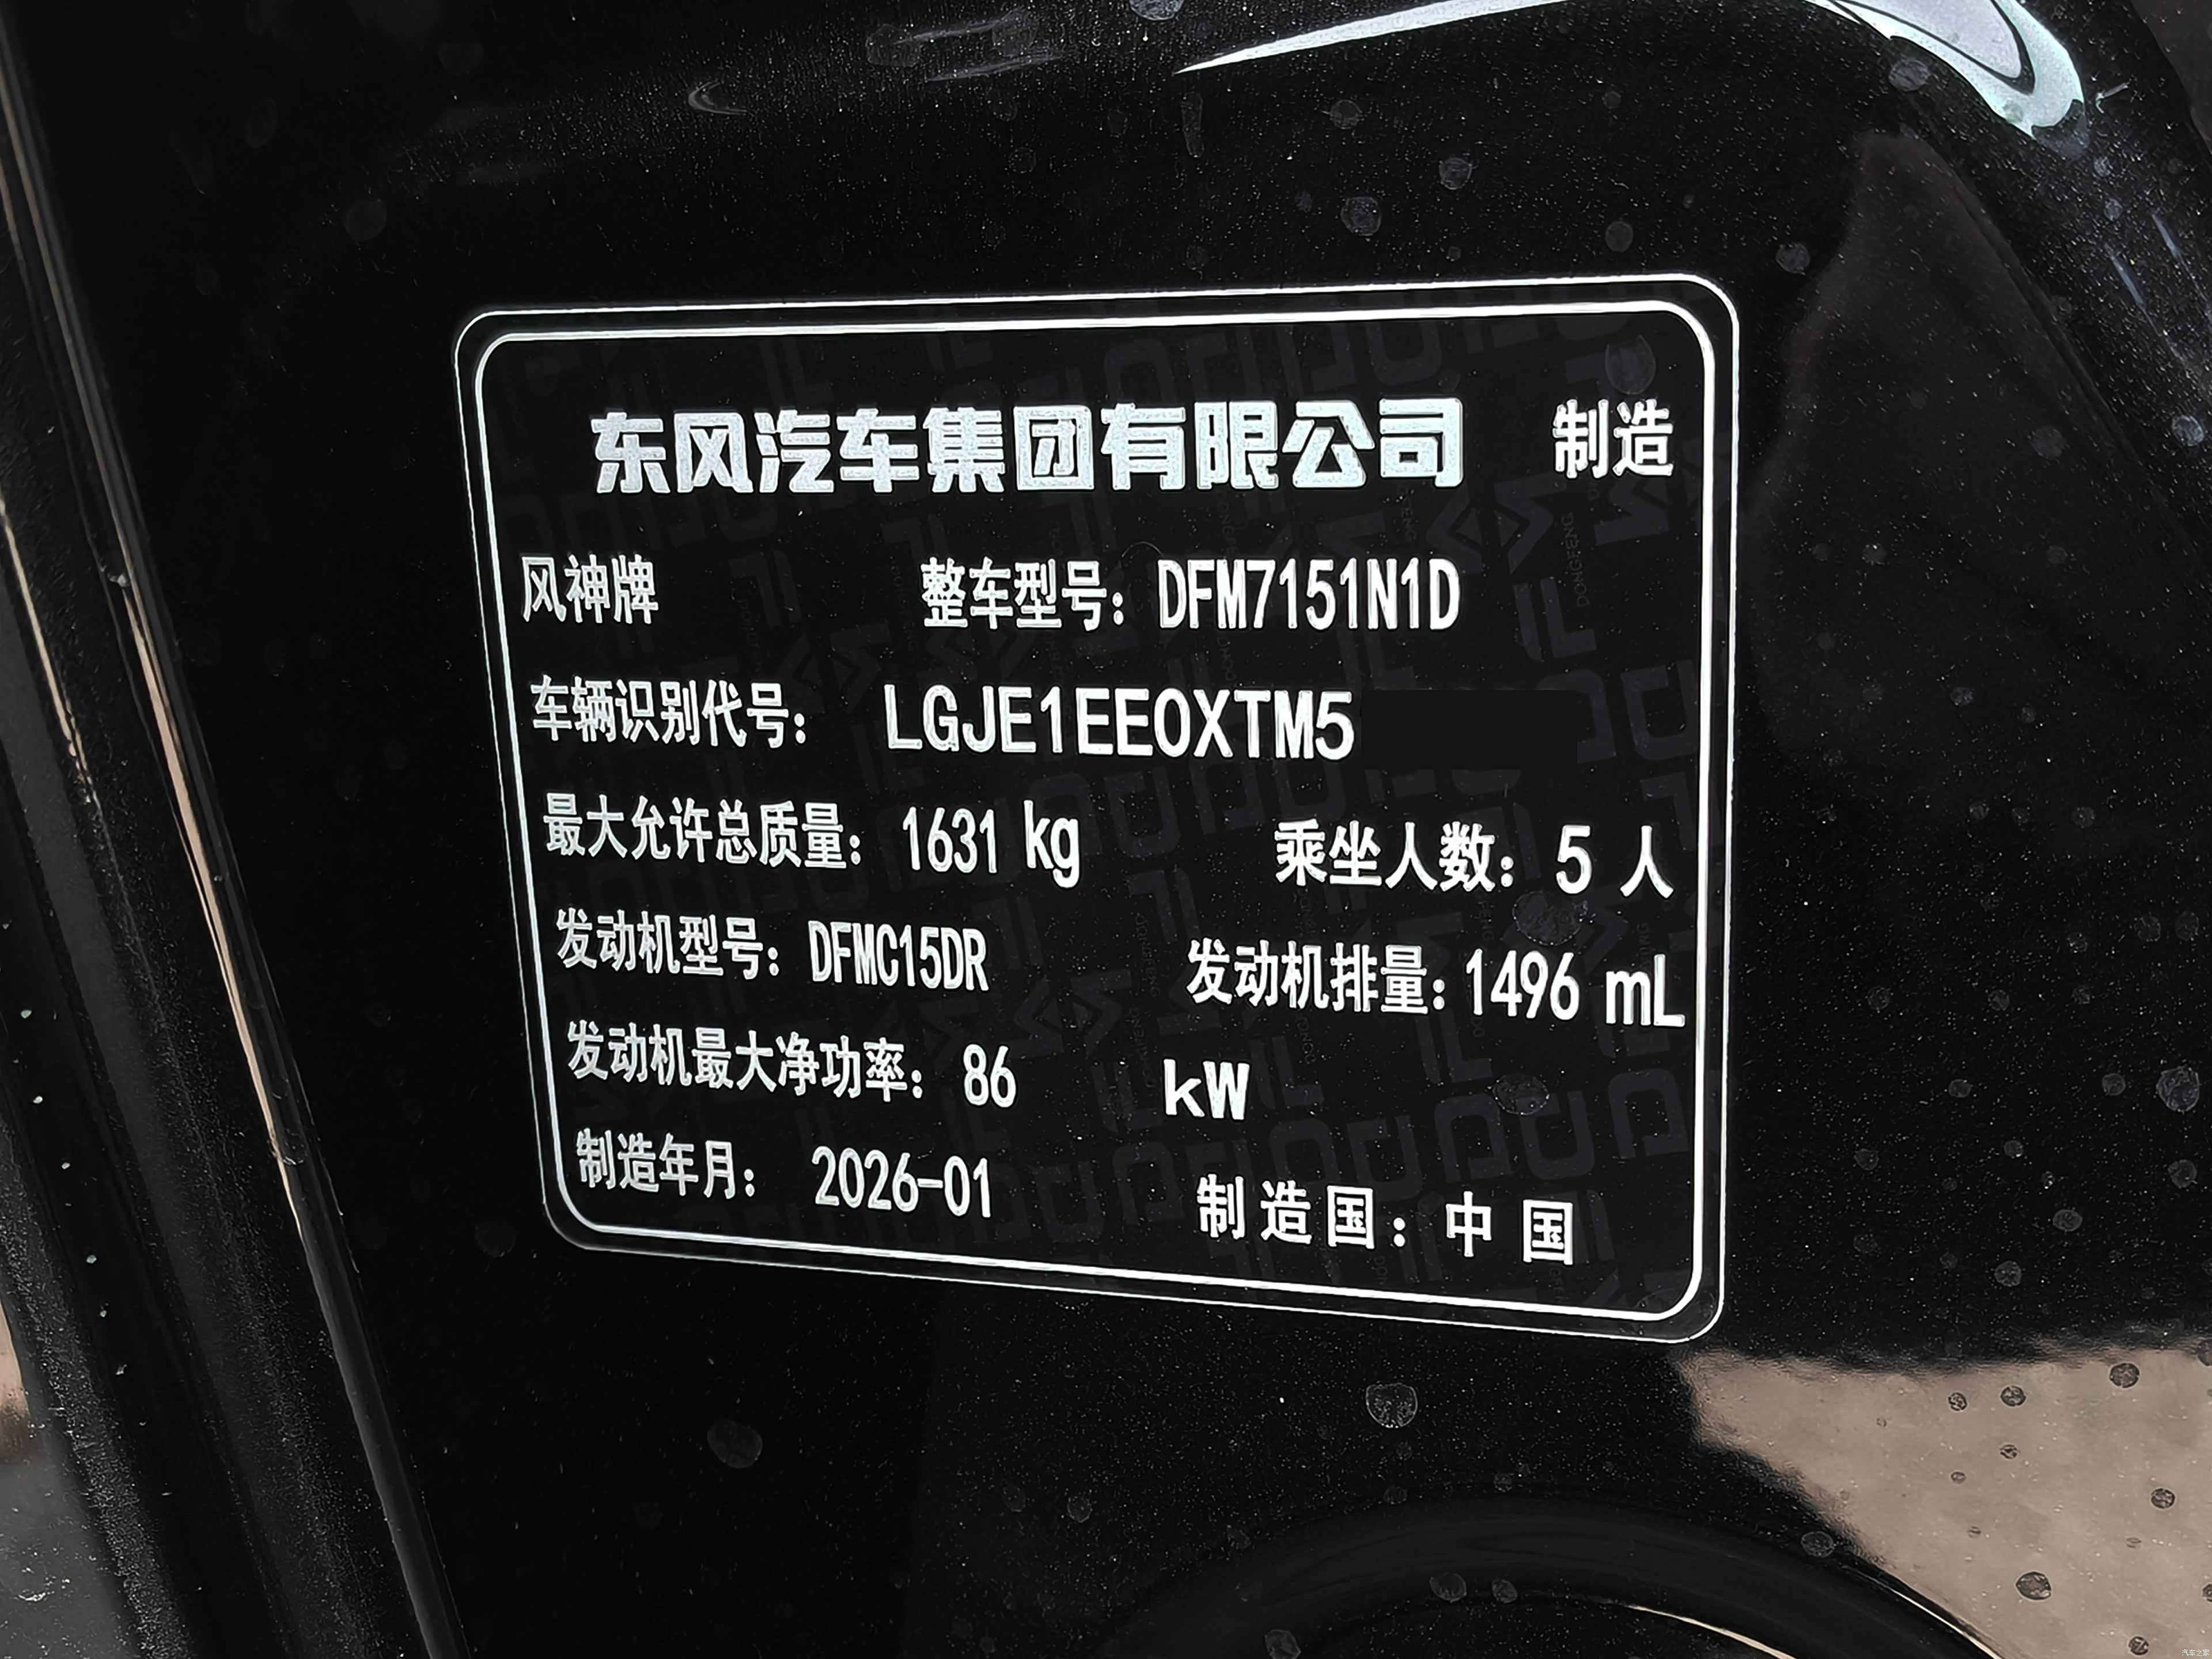 东风汽车集团有限公司 制造
风神牌 整车型号：DFM7151N1D
车辆识别代号：LGJE1EE0XTM5
最大允许总质量：1631 kg 乘坐人数：5 人
发动机型号：DFMC15DR 发动机排量：1496 mL
发动机最大净功率：86 kW
制造年月：2026-01 制造国：中国
汽车之家